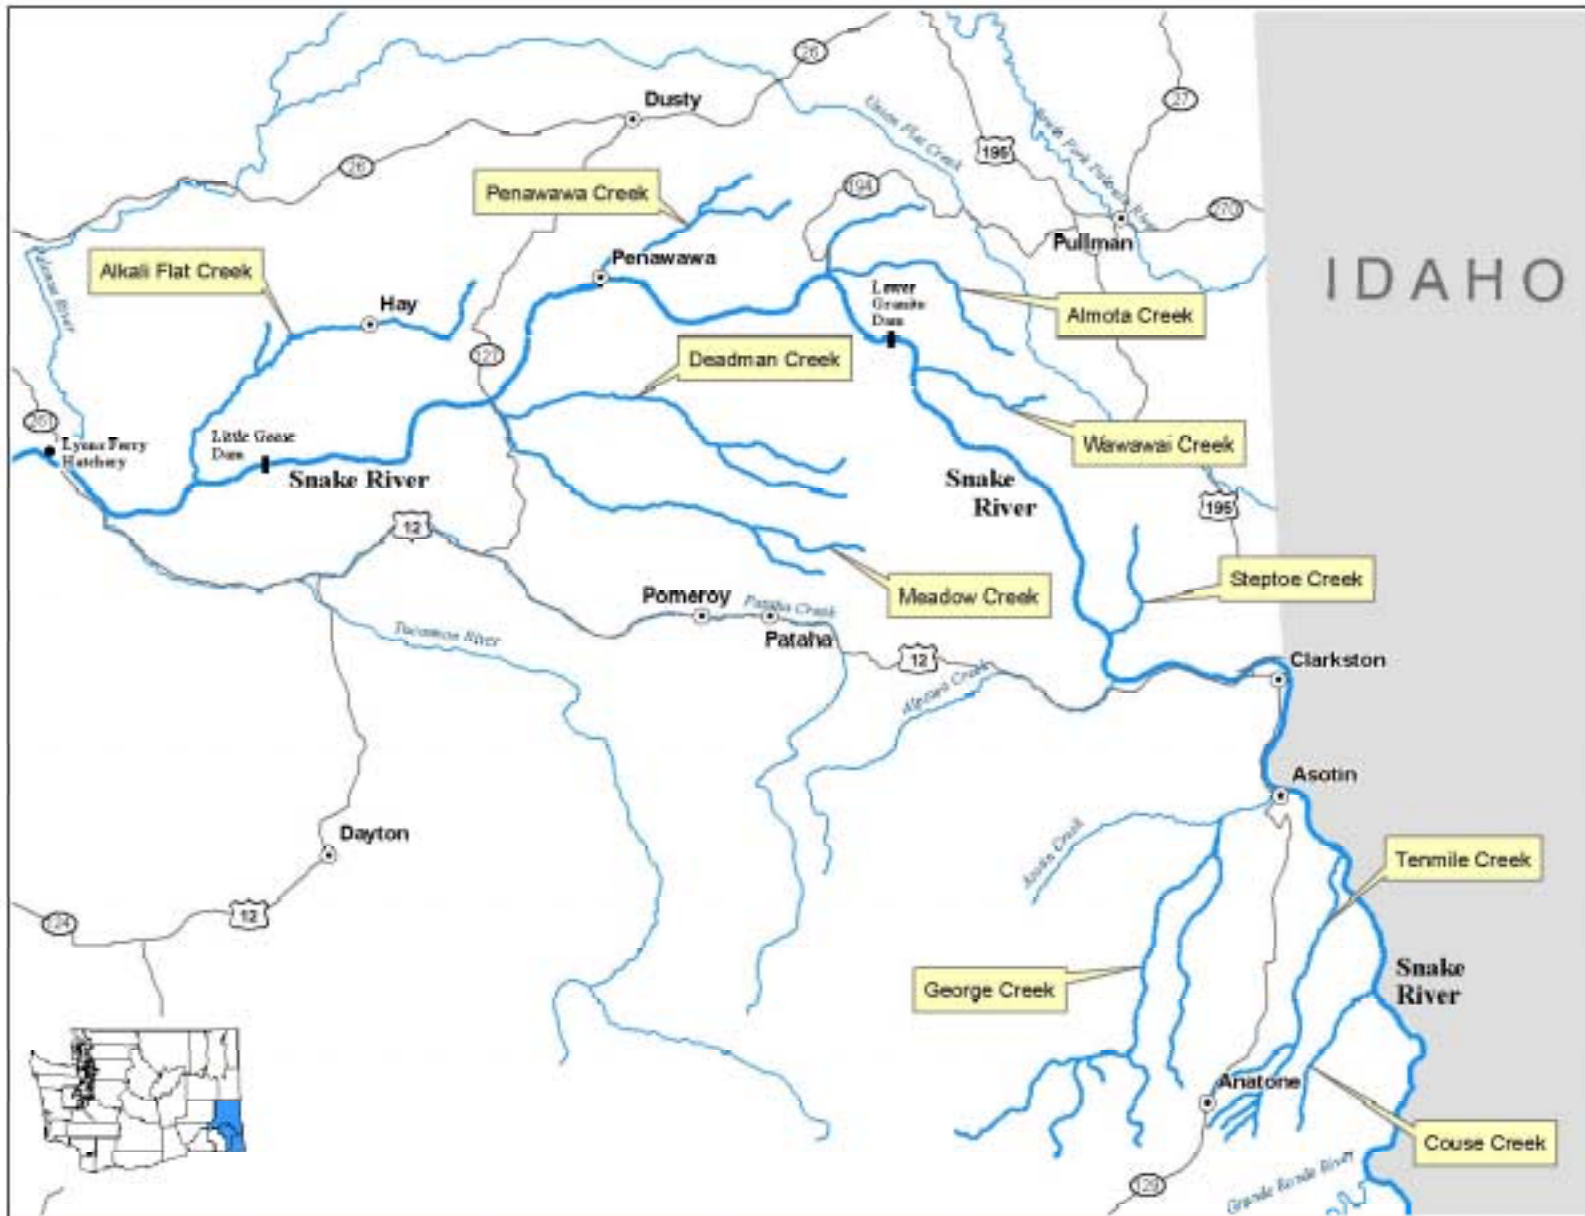 26
Dusty
27
Union Flat Creek
195
South Fork Palouse River
26
Penawawa Creek
194
270
Pullman
Penawawa
Alkali Flat Creek
Palouse River
IDAHO
Hay
Lower
Granite
Dam
Almota Creek
127
Deadman Creek
261
Lyons Ferry
Hatchery
Little Goose
Dam
Snake River
Wawawai Creek
Snake
River
195
12
Steptoe Creek
Pomeroy
Pataha Creek
Meadow Creek
Tucannon River
Pataha
12
Clarkston
Alpowa Creek
Asotin
Dayton
Asotin Creek
Tenmile Creek
12
124
George Creek
Snake
River
Anatone
Couse Creek
129
Grande Ronde River